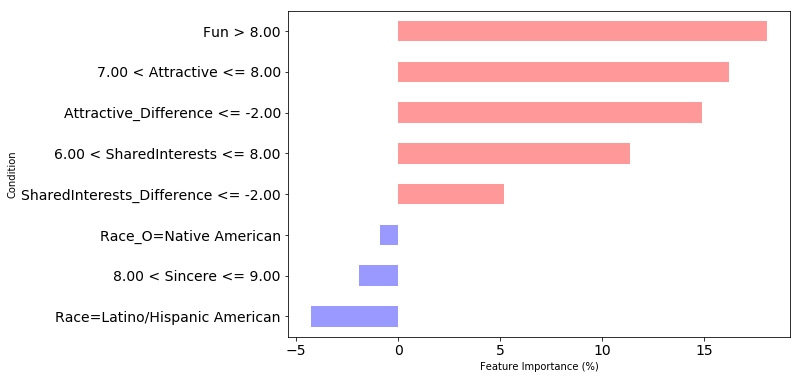 Fun > 8.00
7.00 < Attractive <= 8.00
Attractive_Difference <= -2.00
6.00 < SharedInterests <= 8.00
SharedInterests_Difference <= -2.00
Race_O=Native American
8.00 < Sincere <= 9.00
Race=Latino/Hispanic American
Condition
−5 0 5 10 15
Feature Importance (%)